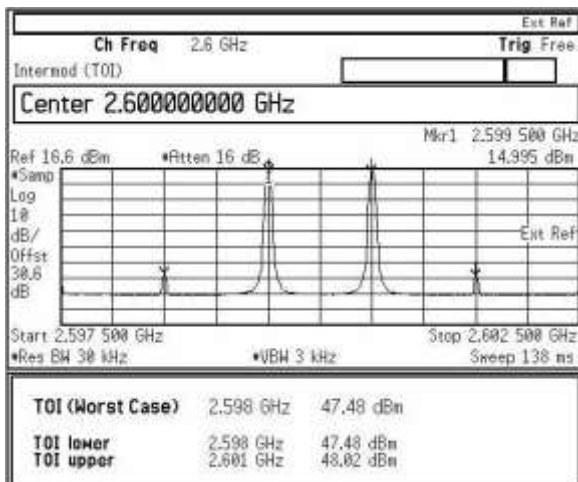 Ext Ref
Ch Freq 2.6 GHz Trig Free
Intermod (TOI)
Center 2.600000000 GHz
Mkr1 2.599 500 GHz
Ref 16.6 dBm #Atten 16 dB 14.995 dBm
#Samp
Log
10
dB/
Offst
30.6
dB
Ext Ref
1
Start 2.597 500 GHz Stop 2.602 500 GHz
#Res BW 30 kHz #VBW 3 kHz Sweep 138 ms
TOI (Worst Case) 2.598 GHz 47.48 dBm
TOI lower 2.598 GHz 47.48 dBm
TOI upper 2.601 GHz 48.02 dBm